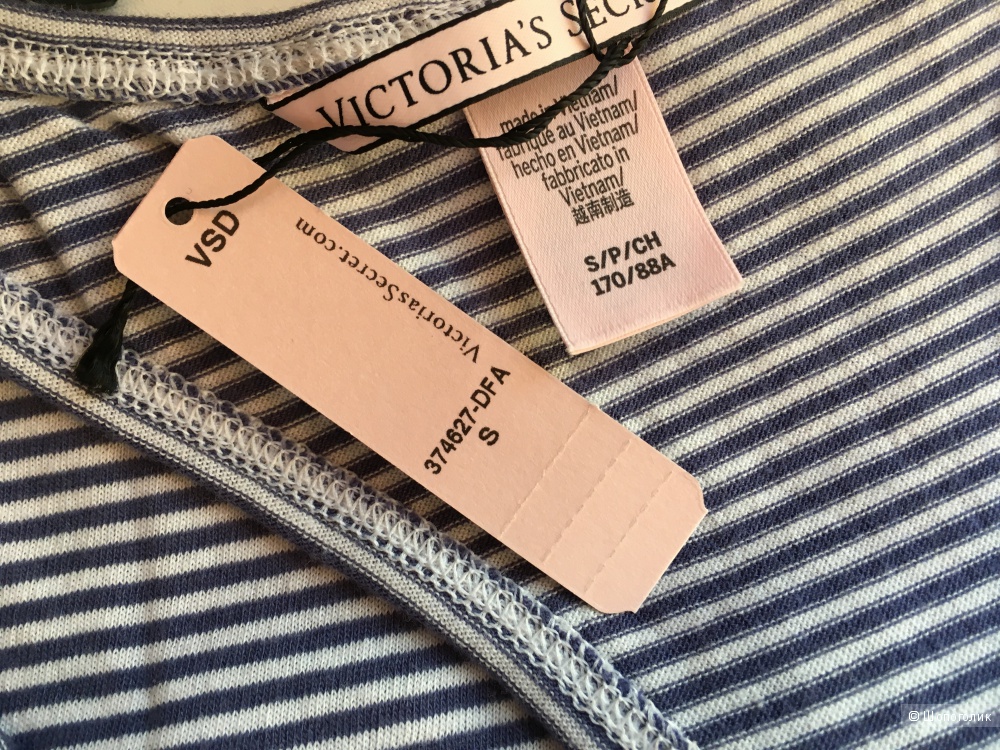 VICTORIA'S
made in Vietnam/
fabriqué au Vietnam/
hecho en Vietnam/
fabbricato in
Vietnam/
越南制造
S/P/CH
170/88A
VSD
VictoriasSecret.com
374627-DFA
S
© Шопоголик